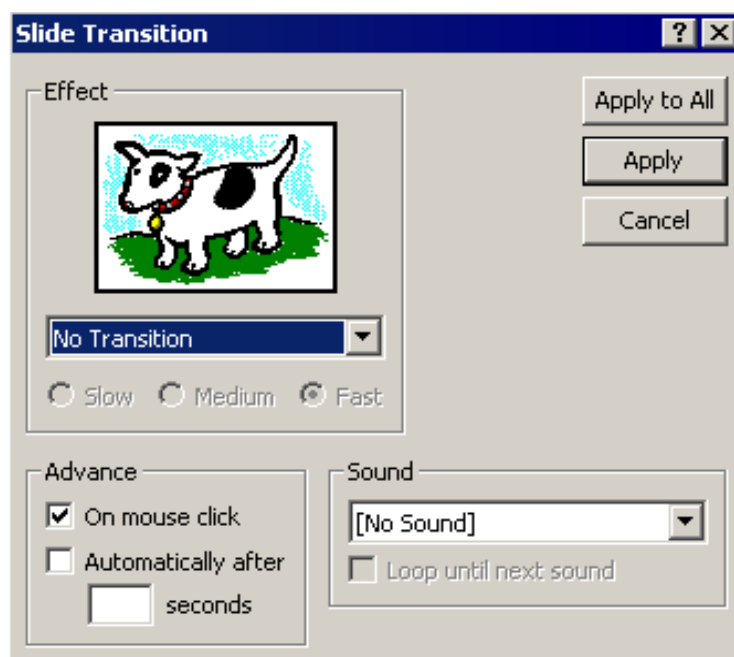 Slide Transition
Effect
Apply to All
Apply
Cancel
No Transition
Slow Medium Fast
Advance
On mouse click
Automatically after
seconds
Sound
[No Sound]
Loop until next sound